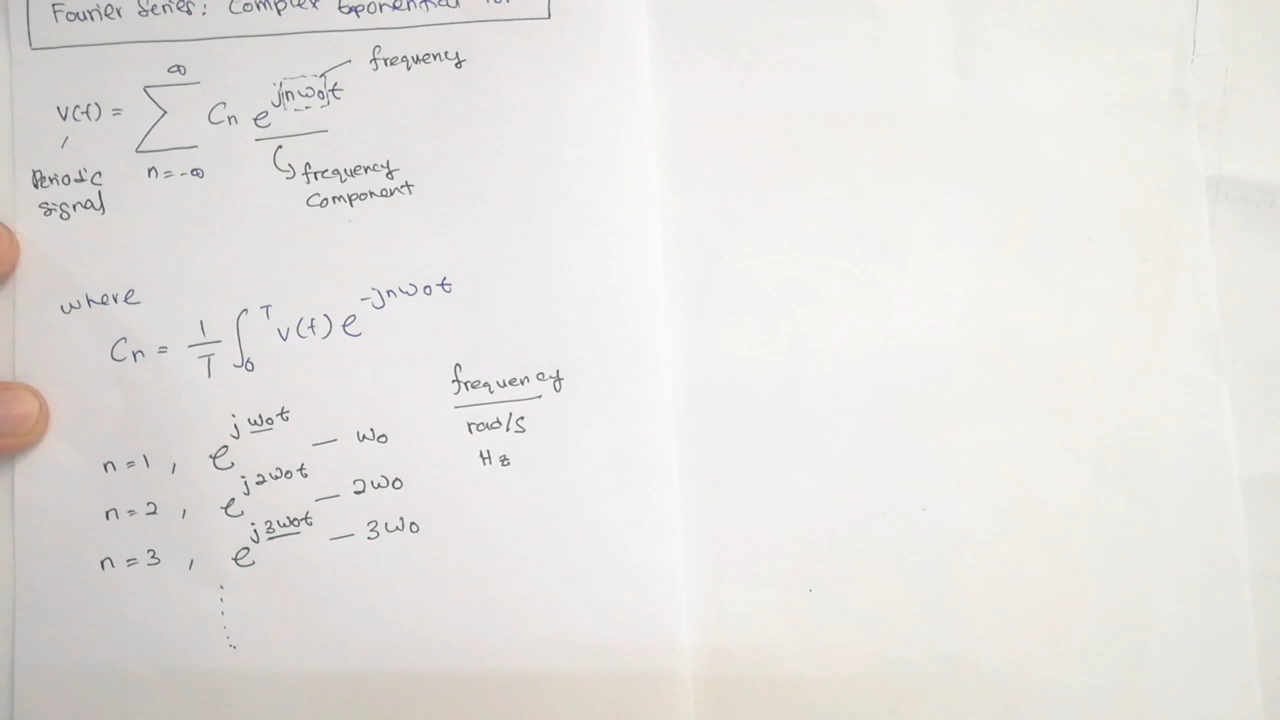 Fourier Series: Complex Exponential
frequency
v(t) = ∑ Cn e^jnω0t
∞
n=-∞
Periodic
signal
frequency
component
where
Cn = 1/T ∫0^T v(t) e^-jnω0t
frequency
rad/s
Hz
n=1 , e^jω0t — ω0
n=2 , e^j2ω0t — 2ω0
n=3 , e^j3ω0t — 3ω0